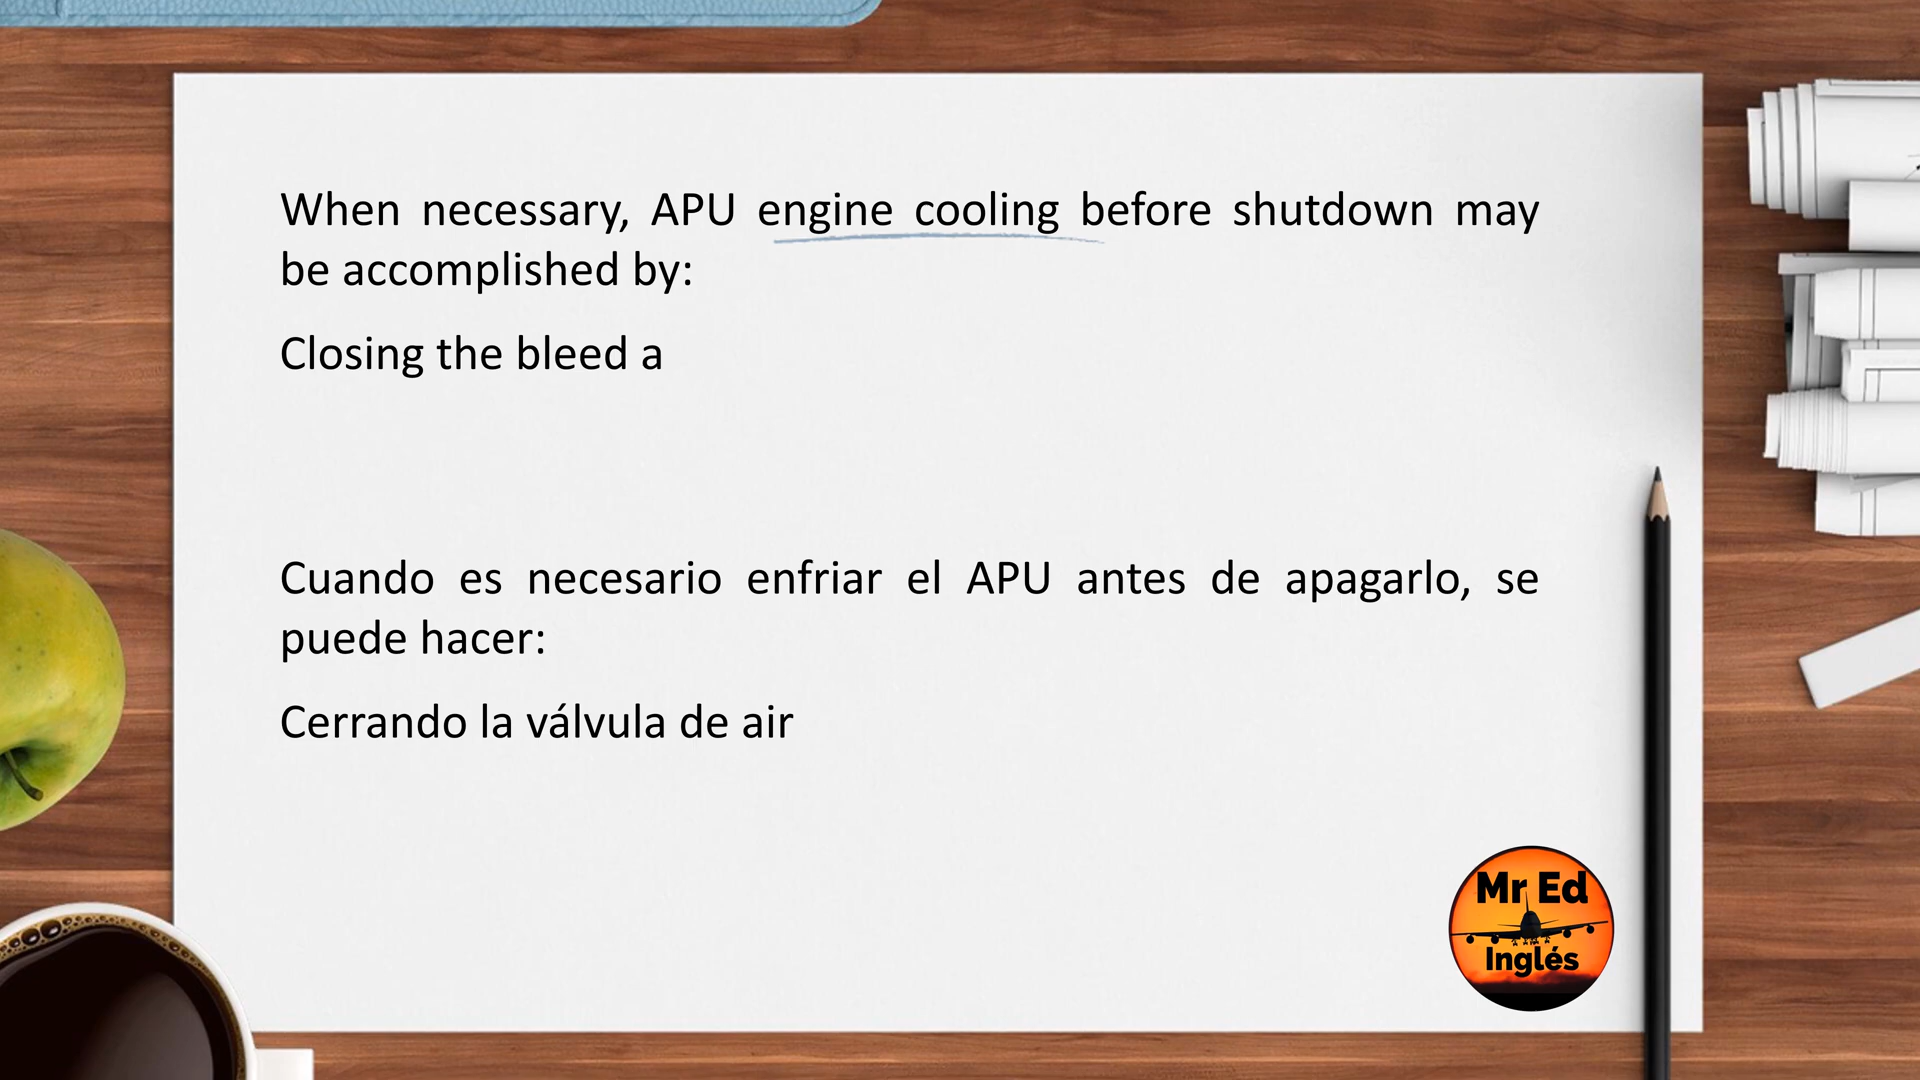 When necessary, APU engine cooling before shutdown may
be accomplished by:
Closing the bleed a
Cuando es necesario enfriar el APU antes de apagarlo, se
puede hacer:
Cerrando la válvula de air
Mr Ed
Inglés